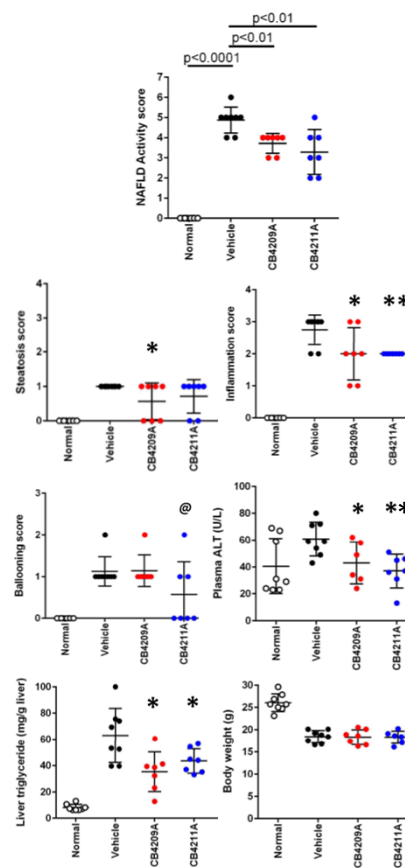 p<0.01
p<0.01
p<0.0001
NAFLD Activity score
6
5
4
3
2
1
0
Normal
Vehicle
CB4209A
CB4211A
Steatosis score
4
3
2
1
0
*
Normal
Vehicle
CB4209A
CB4211A
Inflammation score
4
3
2
1
0
*
**
Normal
Vehicle
CB4209A
CB4211A
Ballooning score
3
2
1
0
@
Normal
Vehicle
CB4209A
CB4211A
Plasma ALT (U/L)
100
80
60
40
20
0
*
**
Normal
Vehicle
CB4209A
CB4211A
Liver triglyceride (mg/g liver)
100
80
60
40
20
0
*
*
Normal
Vehicle
CB4209A
CB4211A
Body weight (g)
30
25
20
15
10
5
0
Normal
Vehicle
CB4209A
CB4211A